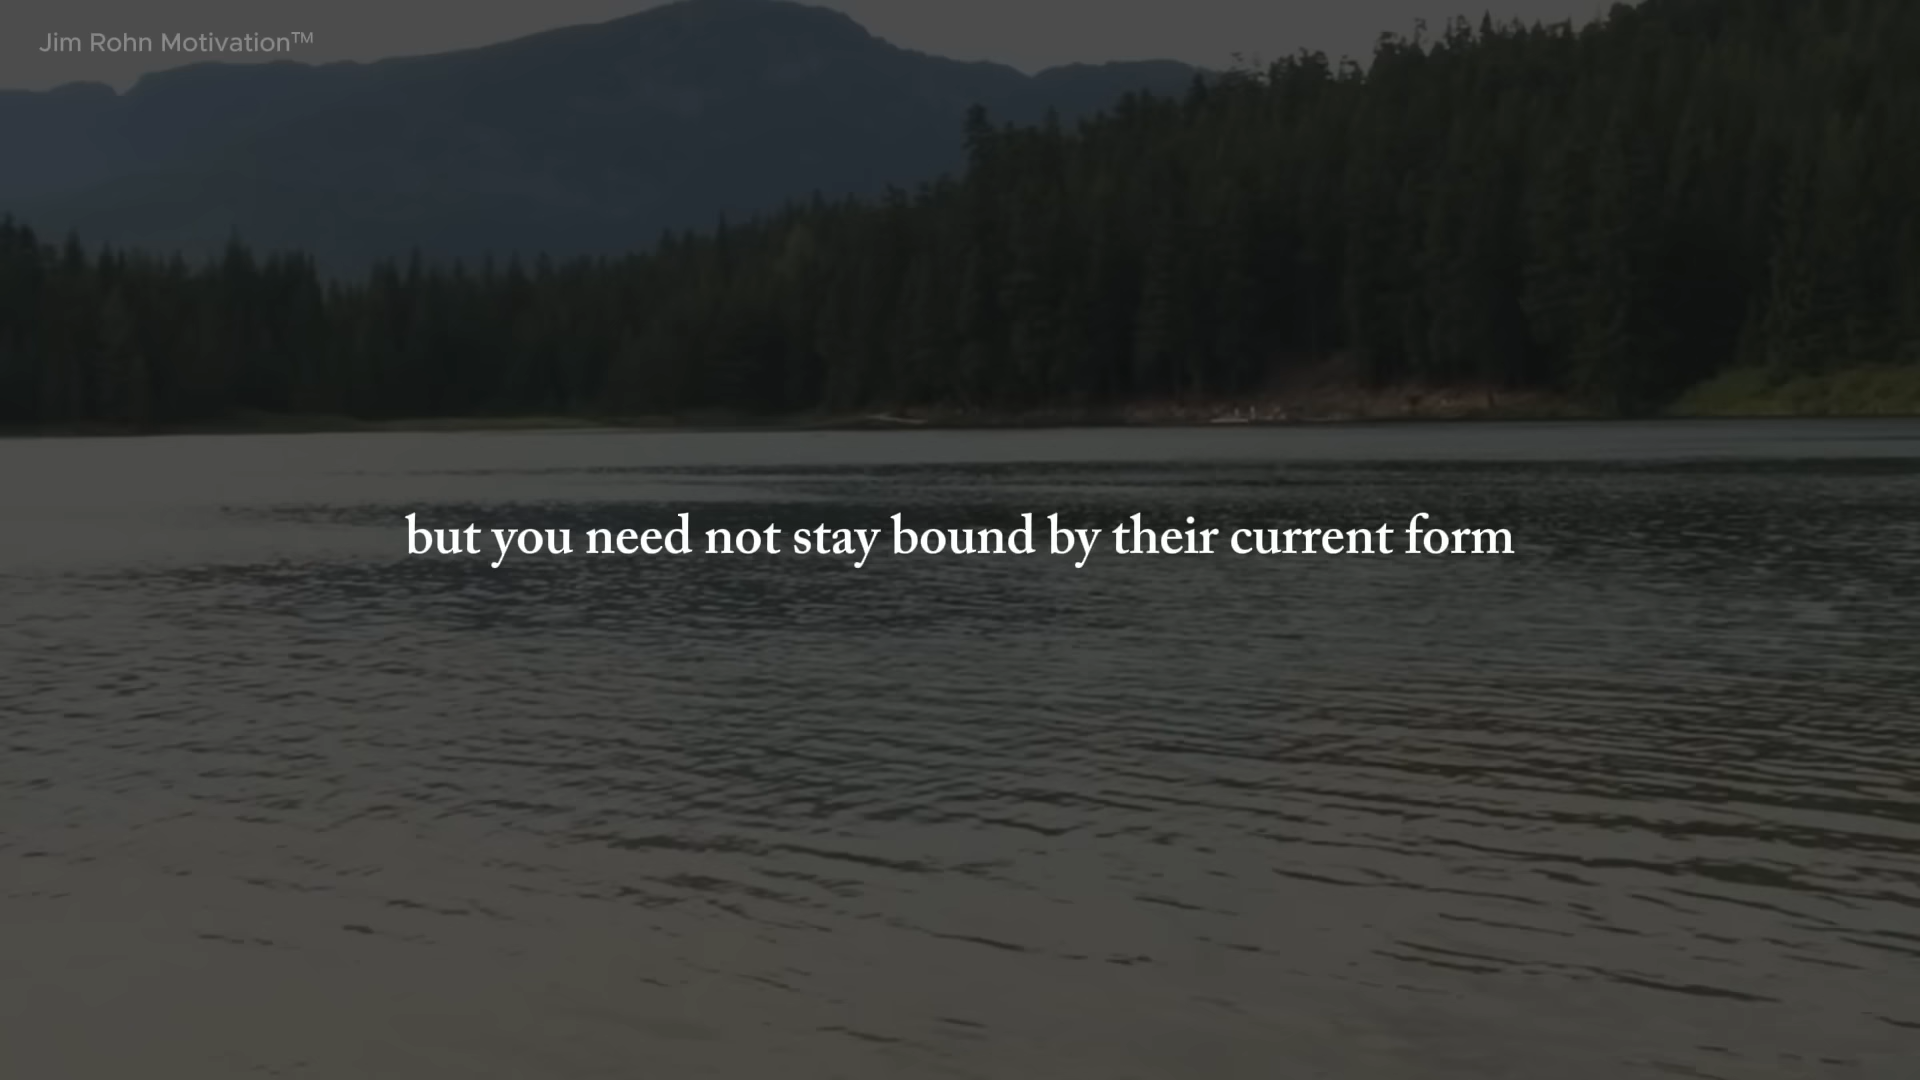 Jim Rohn Motivation™
but you need not stay bound by their current form